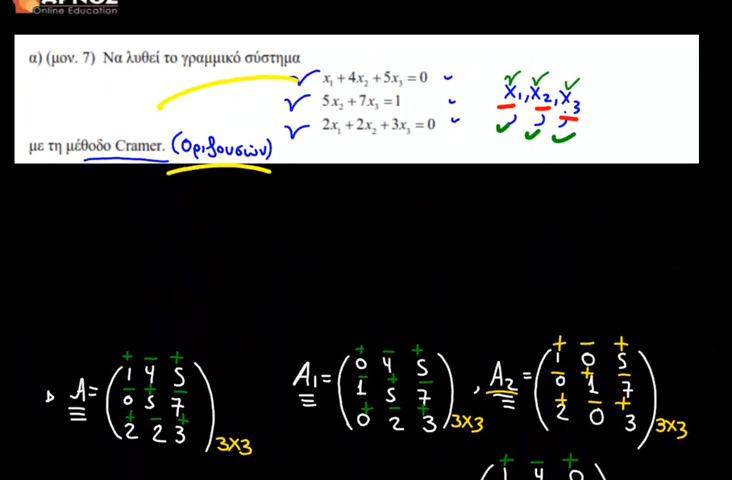 Online Education
α) (μον. 7) Να λυθεί το γραμμικό σύστημα
x₁ + 4x₂ + 5x₃ = 0
5x₂ + 7x₃ = 1
2x₁ + 2x₂ + 3x₃ = 0
x₁, x₂, x₃
με τη μέθοδο Cramer. (Οριζουσών)
+ - +
A = ( 1 4 5
0 5 7
2 2 3 ) 3x3
+ - +
A₁ = ( 0 4 5
1 5 7
0 2 3 ) 3x3
+ - +
, A₂ = ( 1 0 5
0 1 7
2 0 3 ) 3x3
+ - +
( 1 4 0 )